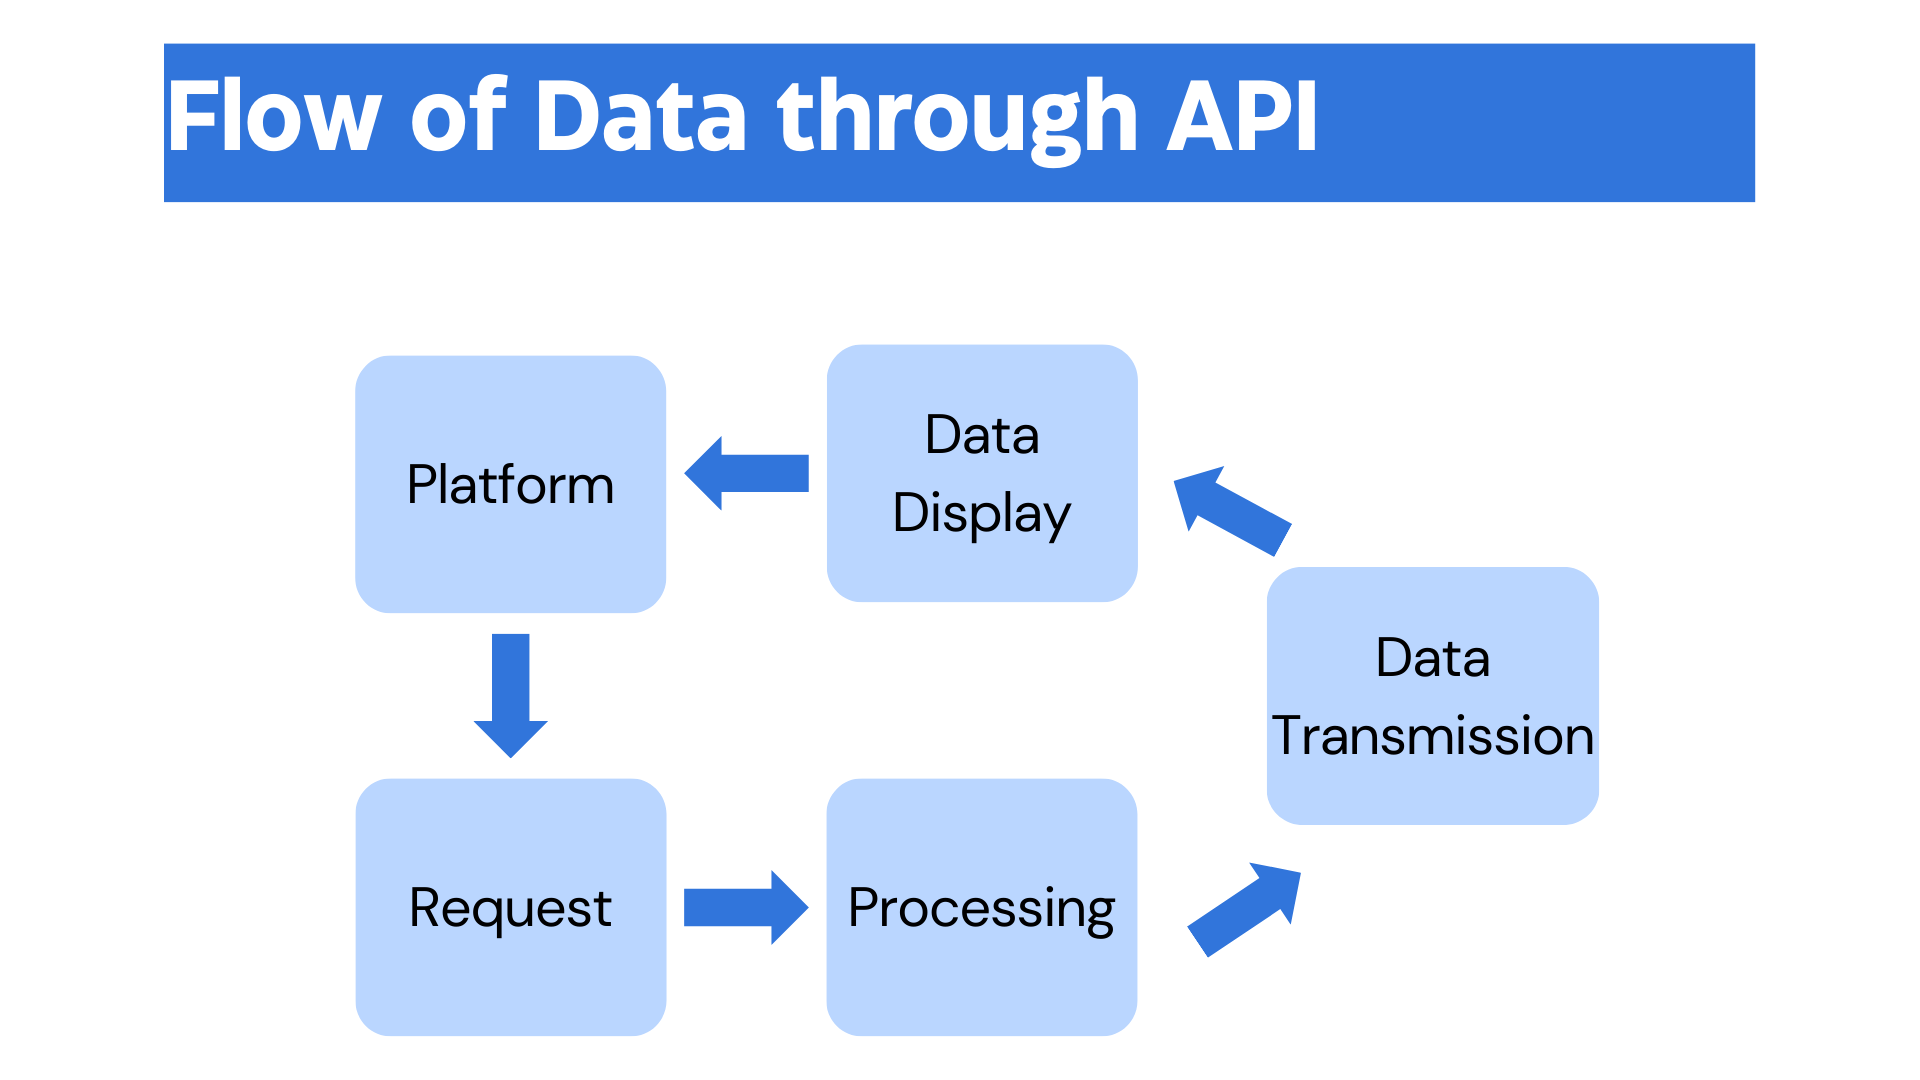 Flow of Data through API
Platform
Data
Display
Data
Transmission
Request
Processing